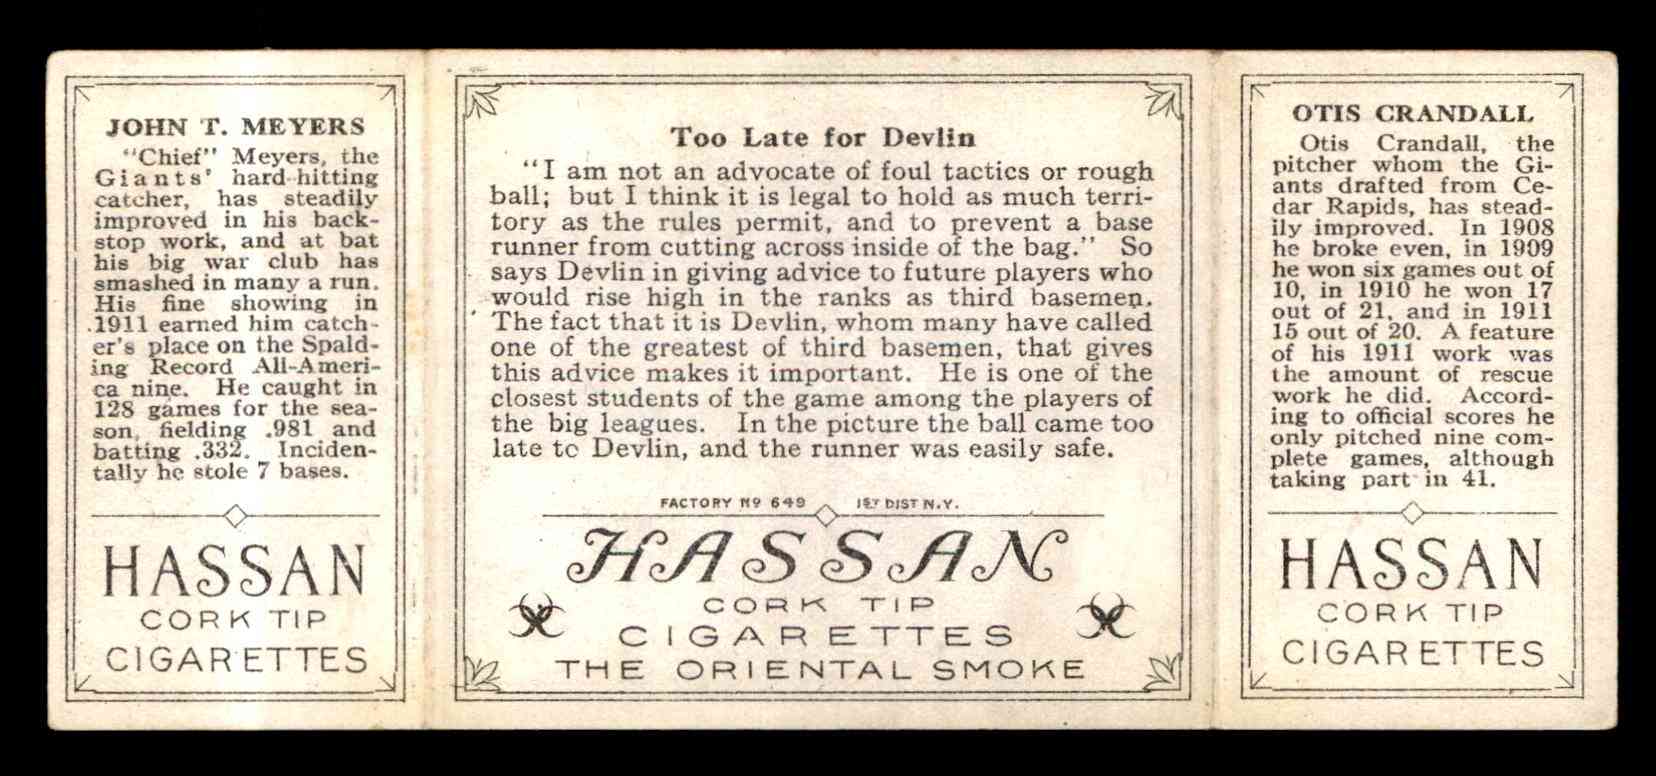 JOHN T. MEYERS
"Chief" Meyers, the
Giants' hard-hitting
catcher, has steadily
improved in his back-
stop work, and at bat
his big war club has
smashed in many a run.
His fine showing in
1911 earned him catch-
er's place on the Spald-
ing Record All-Ameri-
ca nine. He caught in
128 games for the sea-
son, fielding .981 and
batting .332. Inciden-
tally he stole 7 bases.
HASSAN
CORK TIP
CIGARETTES
Too Late for Devlin
"I am not an advocate of foul tactics or rough
ball; but I think it is legal to hold as much terri-
tory as the rules permit, and to prevent a base
runner from cutting across inside of the bag." So
says Devlin in giving advice to future players who
would rise high in the ranks as third basemen.
The fact that it is Devlin, whom many have called
one of the greatest of third basemen, that gives
this advice makes it important. He is one of the
closest students of the game among the players of
the big leagues. In the picture the ball came too
late to Devlin, and the runner was easily safe.
FACTORY Nº 649 1ST DIST N.Y.
HASSAN
CORK TIP
CIGARETTES
THE ORIENTAL SMOKE
OTIS CRANDALL
Otis Crandall, the
pitcher whom the Gi-
ants drafted from Ce-
dar Rapids, has stead-
ily improved. In 1908
he broke even, in 1909
he won six games out of
10, in 1910 he won 17
out of 21, and in 1911
15 out of 20. A feature
of his 1911 work was
the amount of rescue
work he did. Accord-
ing to official scores he
only pitched nine com-
plete games, although
taking part in 41.
HASSAN
CORK TIP
CIGARETTES